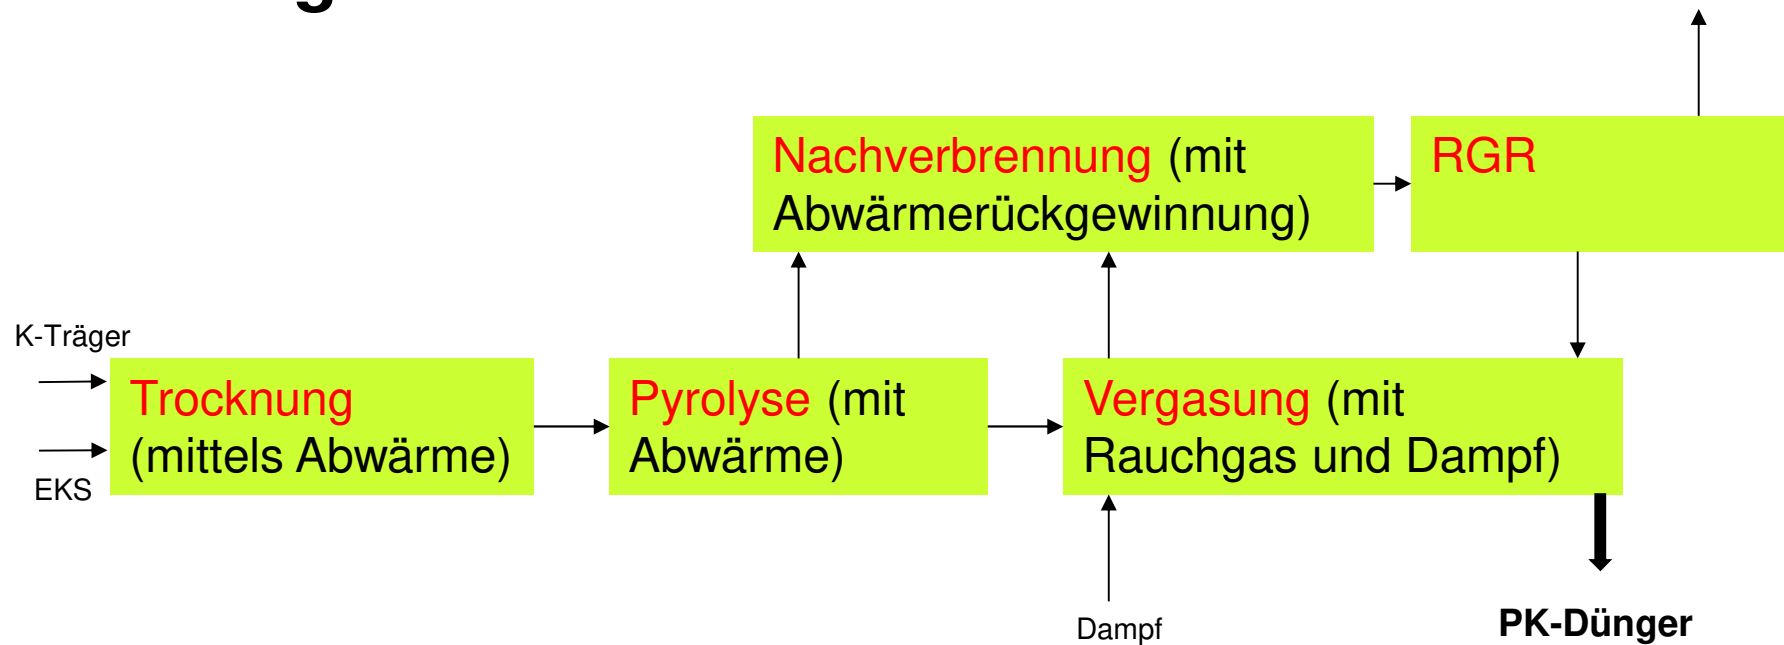 Nachverbrennung (mit
Abwärmerückgewinnung)
RGR
K-Träger
EKS
Trocknung
(mittels Abwärme)
Pyrolyse (mit
Abwärme)
Vergasung (mit
Rauchgas und Dampf)
Dampf
PK-Dünger